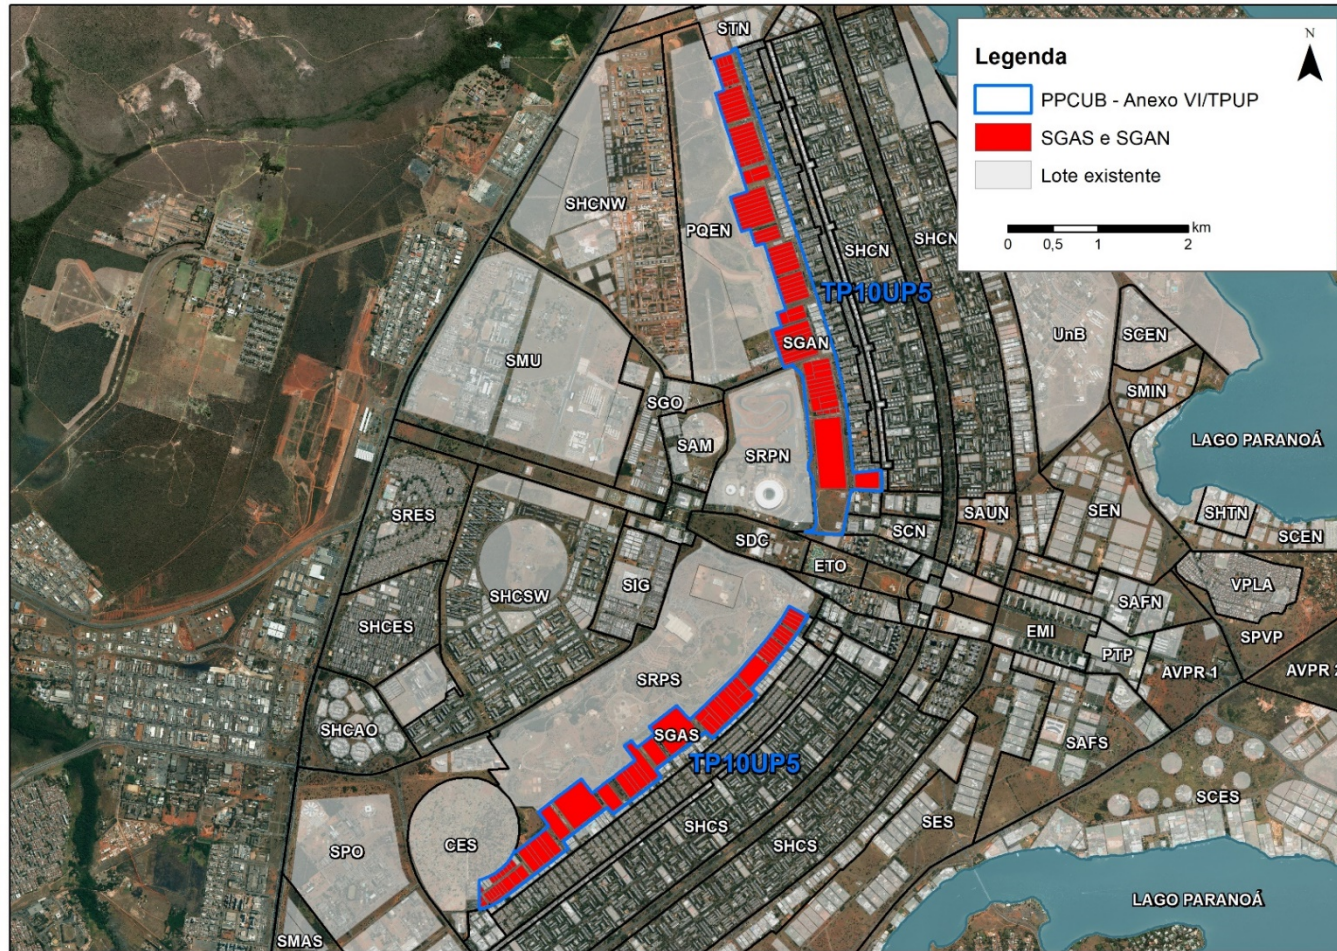 STN
Legenda
N
PPCUB - Anexo VI/TPUP
SGAS e SGAN
Lote existente
0 0,5 1 2 km
SHCNW
PQEN
SHCN
SHCN
TP10UP5
UnB
SCEN
SGAN
SMU
SMIN
SGO
SAM
SRPN
LAGO PARANOÁ
SRES
SCN
SAUN
SEN
SHTN
SCEN
SDC
ETO
SHCSW
SIG
VPLA
SAFN
SHCES
EMI
SPVP
PTP
AVPR 1
AVPR 2
SRPS
SHCAO
SGAS
TP10UP5
SAFS
SCES
SHCS
SHCS
SES
SPO
CES
LAGO PARANOÁ
SMAS